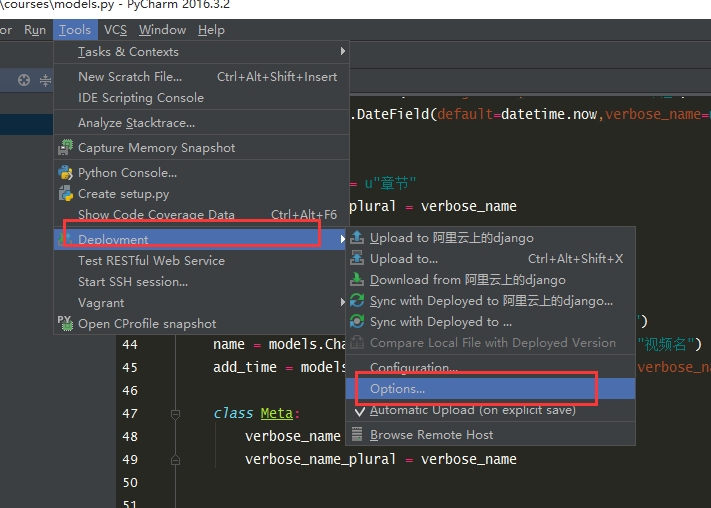 \courses\models.py - PyCharm 2016.3.2
or Run Tools VCS Window Help
Tasks & Contexts
New Scratch File... Ctrl+Alt+Shift+Insert
IDE Scripting Console
Analyze Stacktrace...
.DateField(default=datetime.now,verbose_name=
Capture Memory Snapshot
Python Console...
= u"章节"
Create setup.py
plural = verbose_name
Show Code Coverage Data Ctrl+Alt+F6
Deployment
Upload to 阿里云上的django
Test RESTful Web Service
Upload to... Ctrl+Alt+Shift+X
Start SSH session...
Download from 阿里云上的django
Vagrant
Sync with Deployed to 阿里云上的django...
Open CProfile snapshot
Sync with Deployed to ...
")
44 name = models.Cha
Compare Local File with Deployed Version
"视频名")
45 add_time = models
Configuration...
verbose_n
46
Options...
47 class Meta:
Automatic Upload (on explicit save)
48 verbose_name
Browse Remote Host
49 verbose_name_plural = verbose_name
50
51